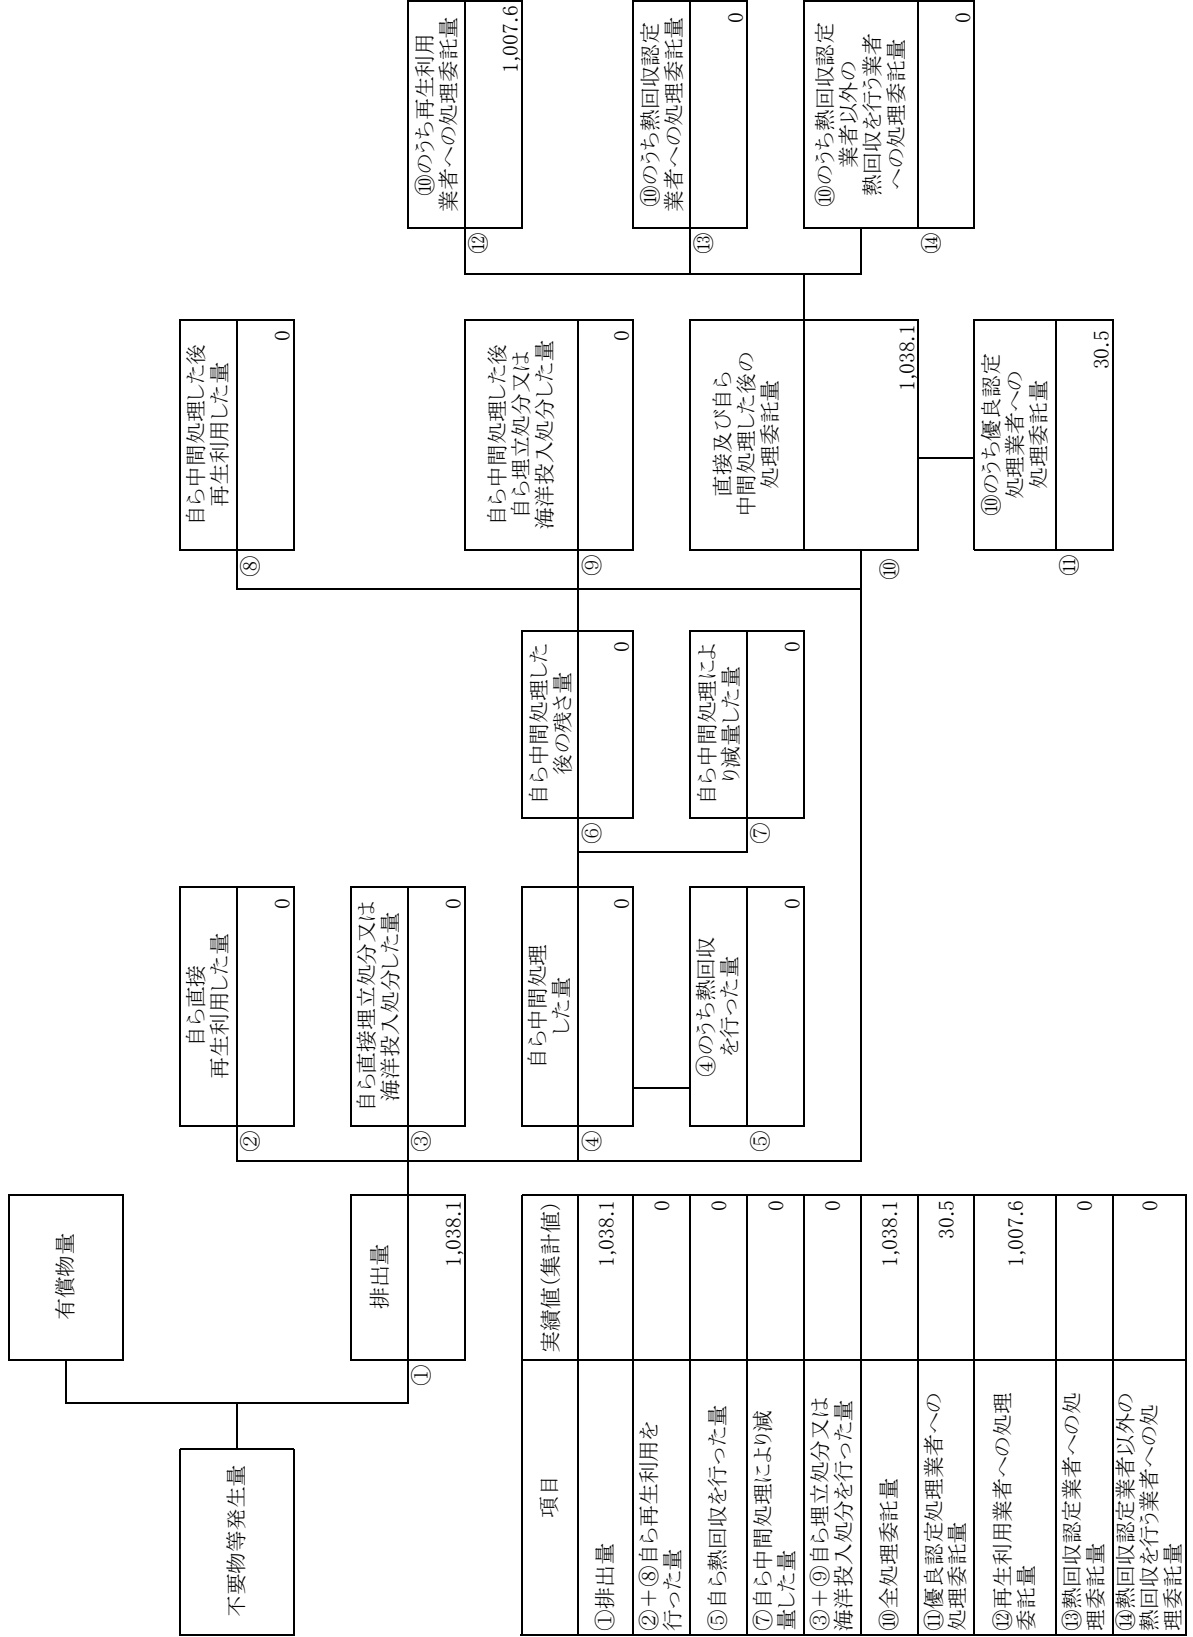 不要物等発生量
有償物量
①
排出量
1,038.1
②
自ら直接
再生利用した量
0
③
自ら直接埋立処分又は
海洋投入処分した量
0
④
自ら中間処理
した量
0
⑤
④のうち熱回収
を行った量
0
⑥
自ら中間処理した
後の残さ量
0
⑦
自ら中間処理によ
り減量した量
0
⑧
自ら中間処理した後
再生利用した量
0
⑨
自ら中間処理した後
自ら埋立処分又は
海洋投入処分した量
0
⑩
直接及び自ら
中間処理した後の
処理委託量
1,038.1
⑪
⑩のうち優良認定
処理業者への
処理委託量
30.5
⑫
⑩のうち再生利用
業者への処理委託量
1,007.6
⑬
⑩のうち熱回収認定
業者への処理委託量
0
⑭
⑩のうち熱回収認定
業者以外の
熱回収を行う業者
への処理委託量
0
項目 実績値(集計値)
①排出量 1,038.1
②+⑧自ら再生利用を
行った量 0
⑤自ら熱回収を行った量 0
⑦自ら中間処理により減
量した量 0
③+⑨自ら埋立処分又は
海洋投入処分を行った量 0
⑩全処理委託量 1,038.1
⑪優良認定処理業者への
処理委託量 30.5
⑫再生利用業者への処理
委託量 1,007.6
⑬熱回収認定業者への処
理委託量 0
⑭熱回収認定業者以外の
熱回収を行う業者への処
理委託量 0